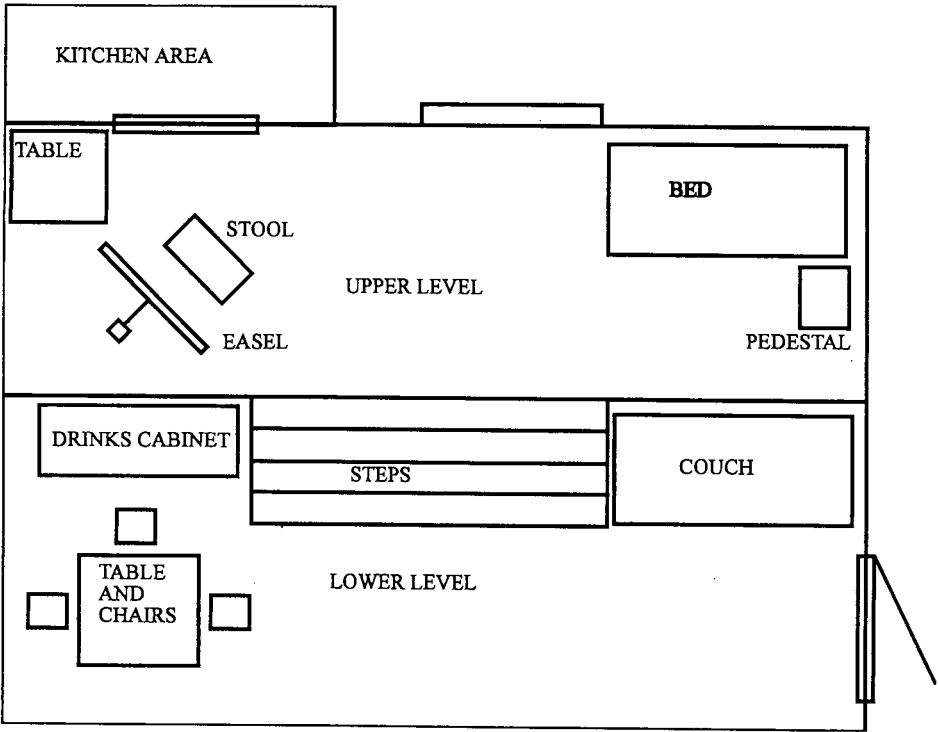 KITCHEN AREA
TABLE
BED
STOOL
UPPER LEVEL
EASEL
PEDESTAL
DRINKS CABINET
STEPS
COUCH
TABLE
AND
CHAIRS
LOWER LEVEL